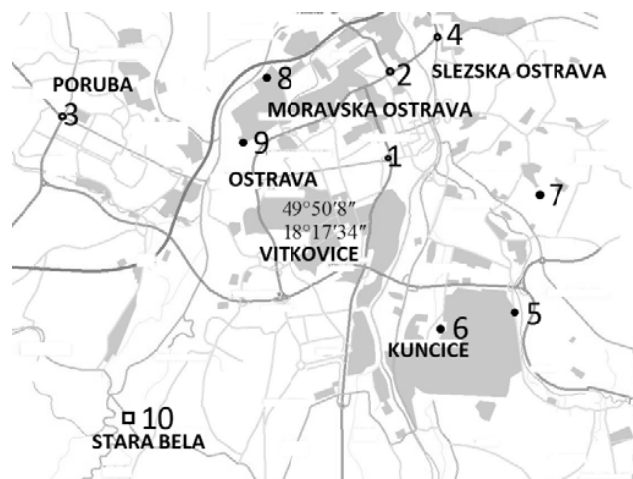 4
8
2
PORUBA
SLEZSKA OSTRAVA
MORAVSKA OSTRAVA
3
9
1
OSTRAVA
7
49°50′8″
18°17′34″
VITKOVICE
5
6
KUNCICE
10
STARA BELA